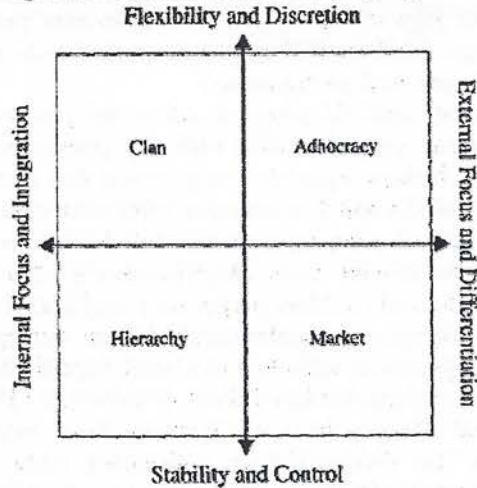 Flexibility and Discretion
Internal Focus and Integration
External Focus and Differentiation
Clan
Adhocracy
Hierarchy
Market
Stability and Control